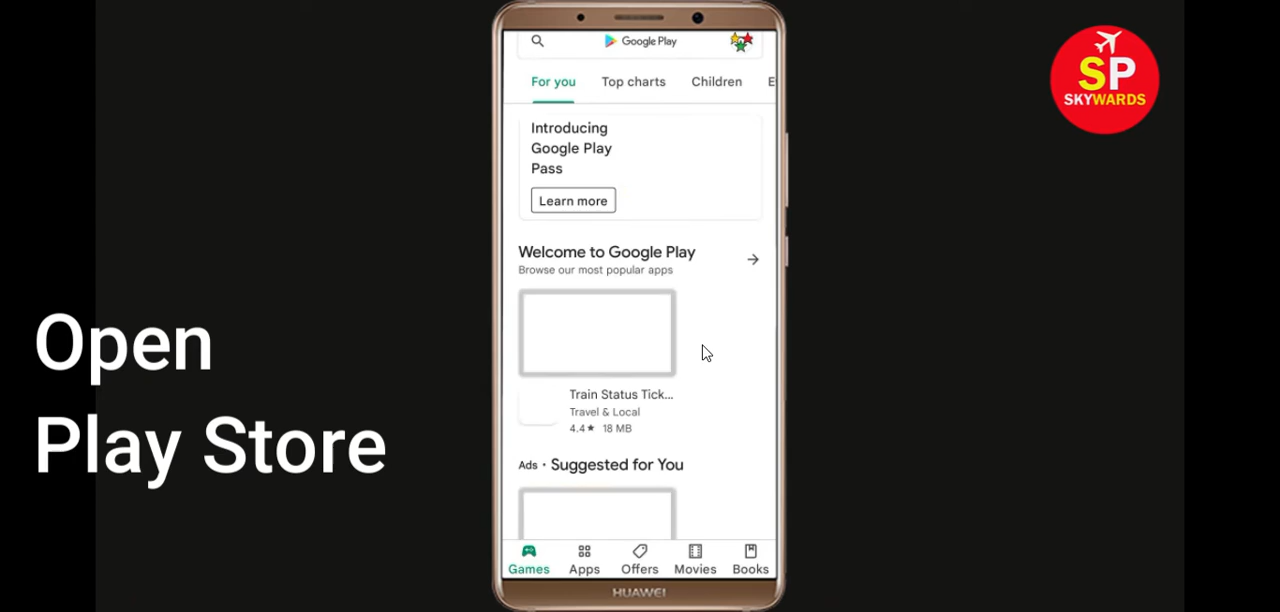 Google Play
For you Top charts Children E
Introducing
Google Play
Pass
Learn more
Welcome to Google Play
Browse our most popular apps
Train Status Tick...
Travel & Local
4.4★ 18 MB
Ads · Suggested for You
Games Apps Offers Movies Books
HUAWEI
Open
Play Store
SP
SKYWARDS